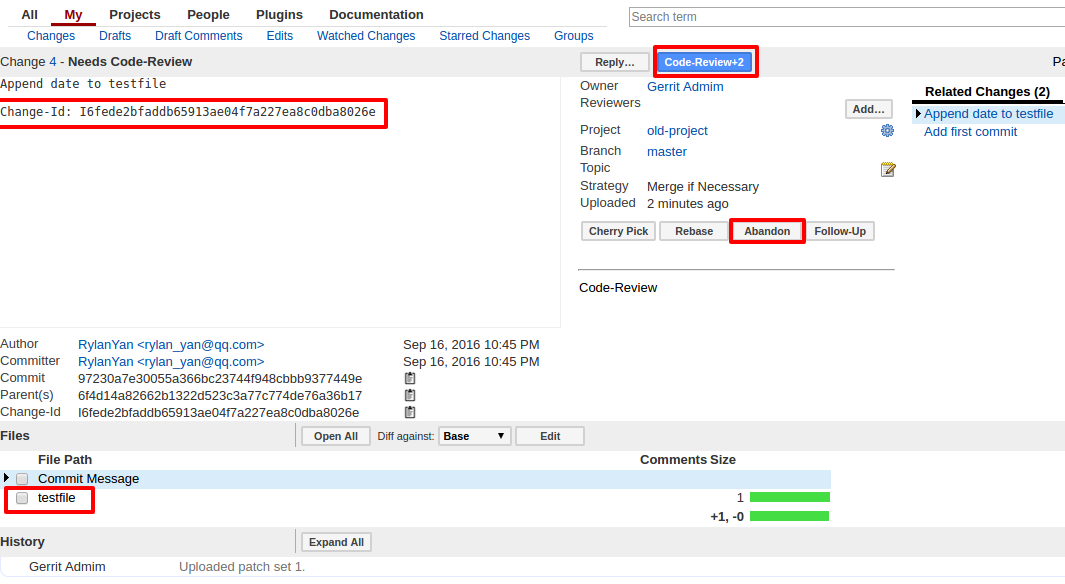 All My Projects People Plugins Documentation
Search term
Changes Drafts Draft Comments Edits Watched Changes Starred Changes Groups
Change 4 - Needs Code-Review
Reply… Code-Review+2
Append date to testfile
Change-Id: I6fede2bfaddb65913ae04f7a227ea8c0dba8026e
Owner Gerrit Admim
Reviewers
Add…
Project old-project
Branch master
Topic
Strategy Merge if Necessary
Uploaded 2 minutes ago
Cherry Pick Rebase Abandon Follow-Up
Code-Review
Related Changes (2)
Append date to testfile
Add first commit
Author RylanYan <rylan_yan@qq.com> Sep 16, 2016 10:45 PM
Committer RylanYan <rylan_yan@qq.com> Sep 16, 2016 10:45 PM
Commit 97230a7e30055a366bc23744f948cbbb9377449e
Parent(s) 6f4d14a82662b1322d523c3a77c774de76a36b17
Change-Id I6fede2bfaddb65913ae04f7a227ea8c0dba8026e
Files Open All Diff against: Base Edit
File Path Comments Size
Commit Message
testfile 1
+1, -0
History Expand All
Gerrit Admim Uploaded patch set 1.